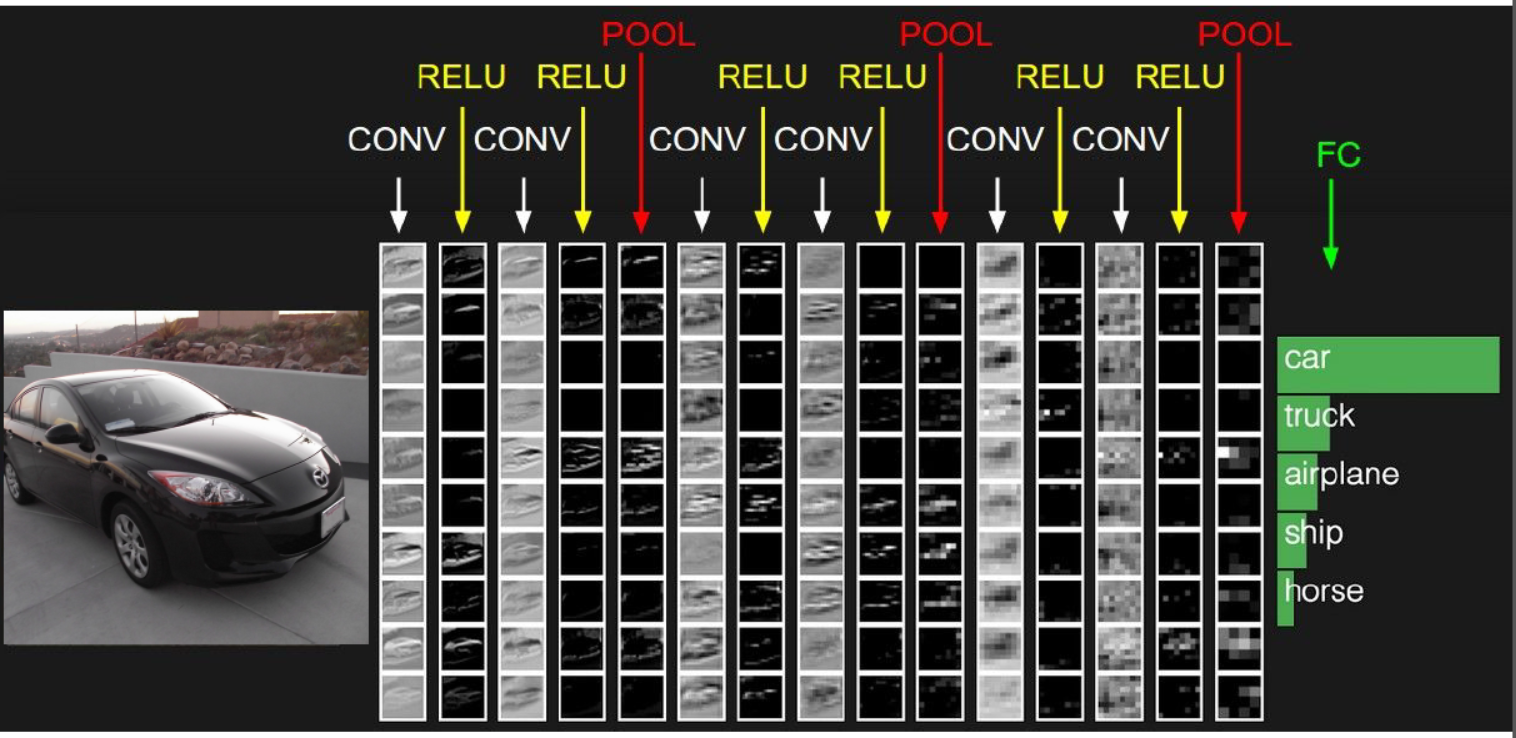 POOL POOL POOL
RELU RELU RELU RELU RELU RELU
CONV CONV CONV CONV CONV CONV
FC
car
truck
airplane
ship
horse